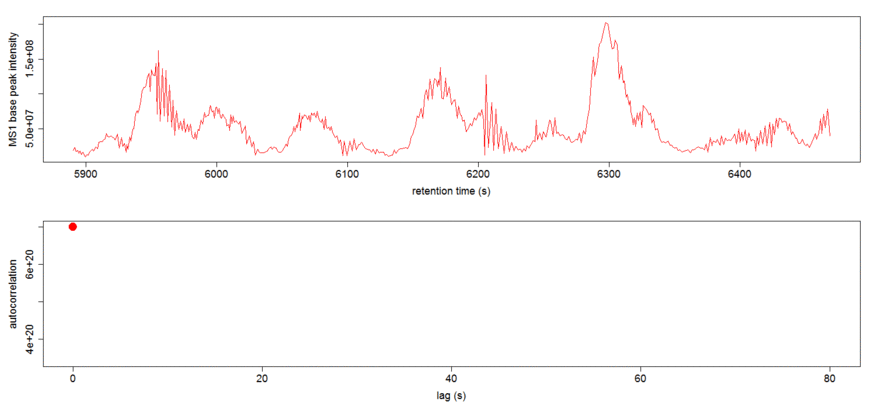 MS1 base peak intensity
1.5e+08
5.0e+07
5900 6000 6100 6200 6300 6400
retention time (s)
autocorrelation
6e+20
4e+20
0 20 40 60 80
lag (s)